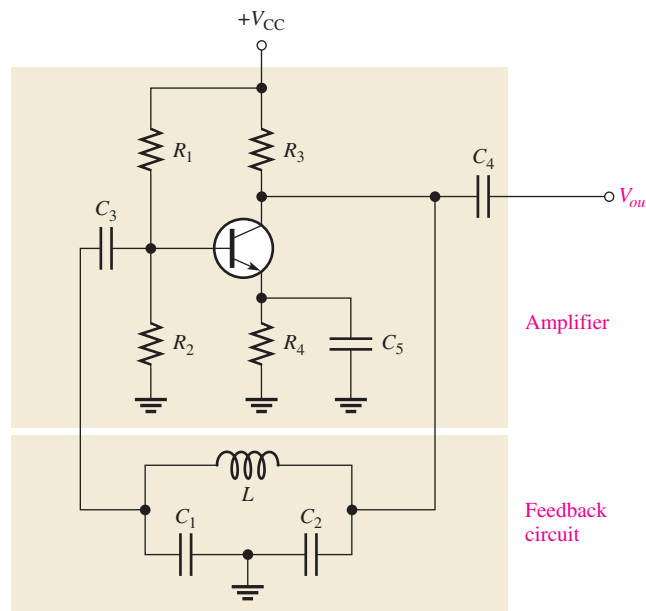 +VCC
R1
R3
C4
Vou
C3
R2
R4
C5
Amplifier
L
C1
C2
Feedback
circuit